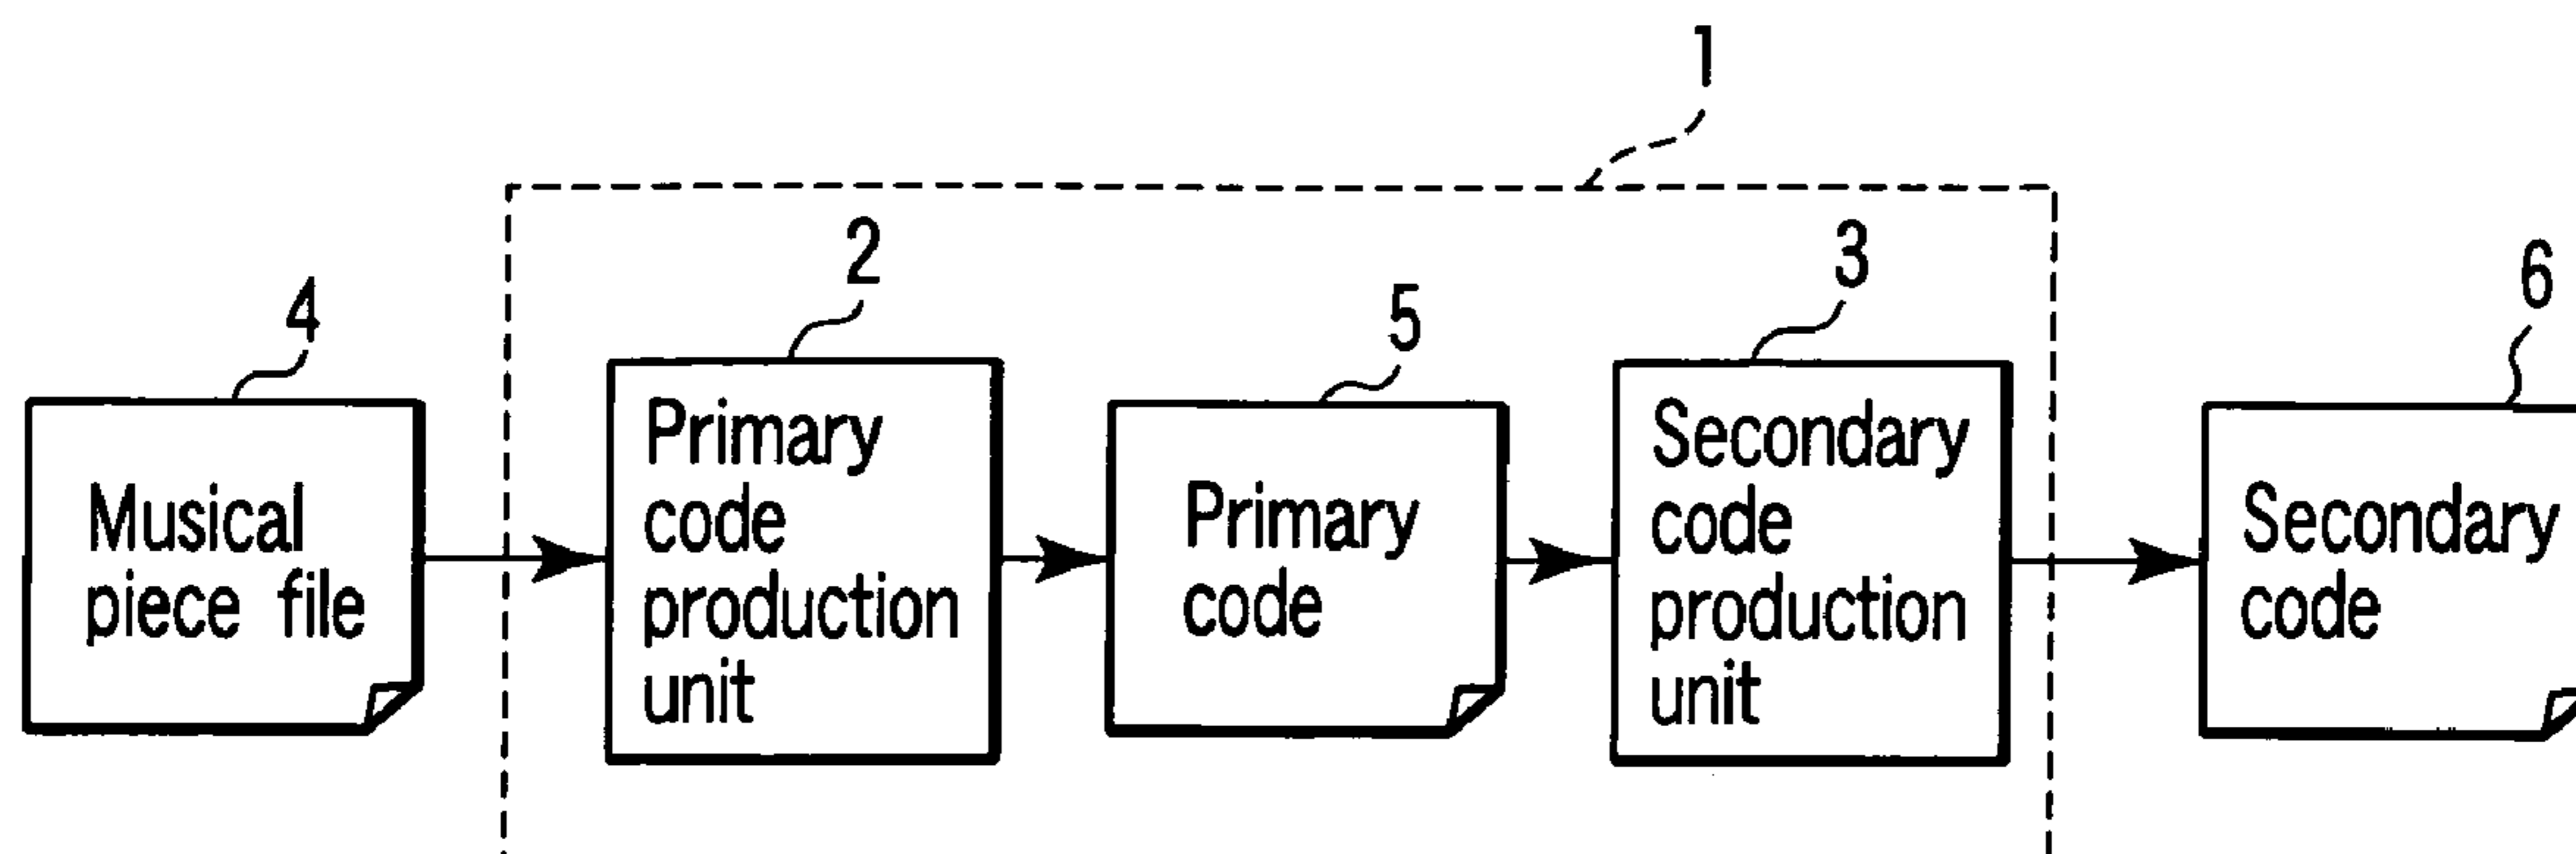 1
4
2
5
3
6
Musical
piece file
Primary
code
production
unit
Primary
code
Secondary
code
production
unit
Secondary
code